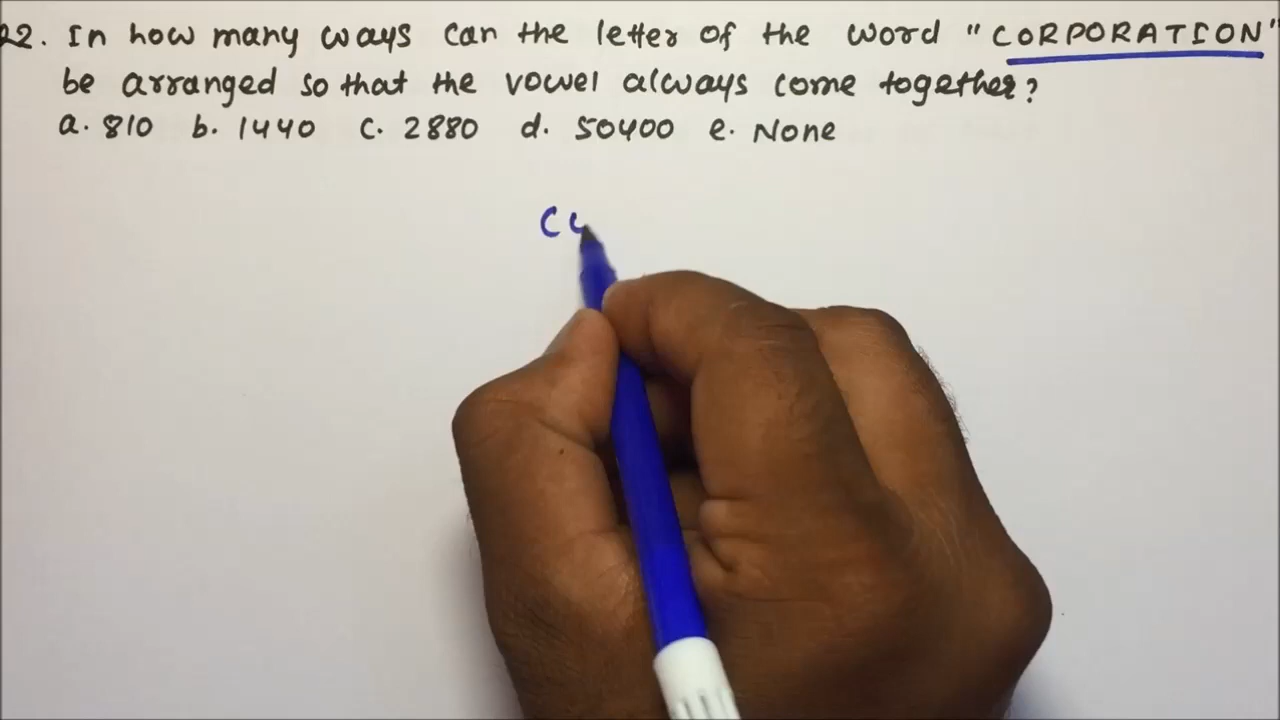 22. In how many ways can the letter of the word "CORPORATION"
be arranged so that the vowel always come together?
a. 810 b. 1440 c. 2880 d. 50400 e. None
C